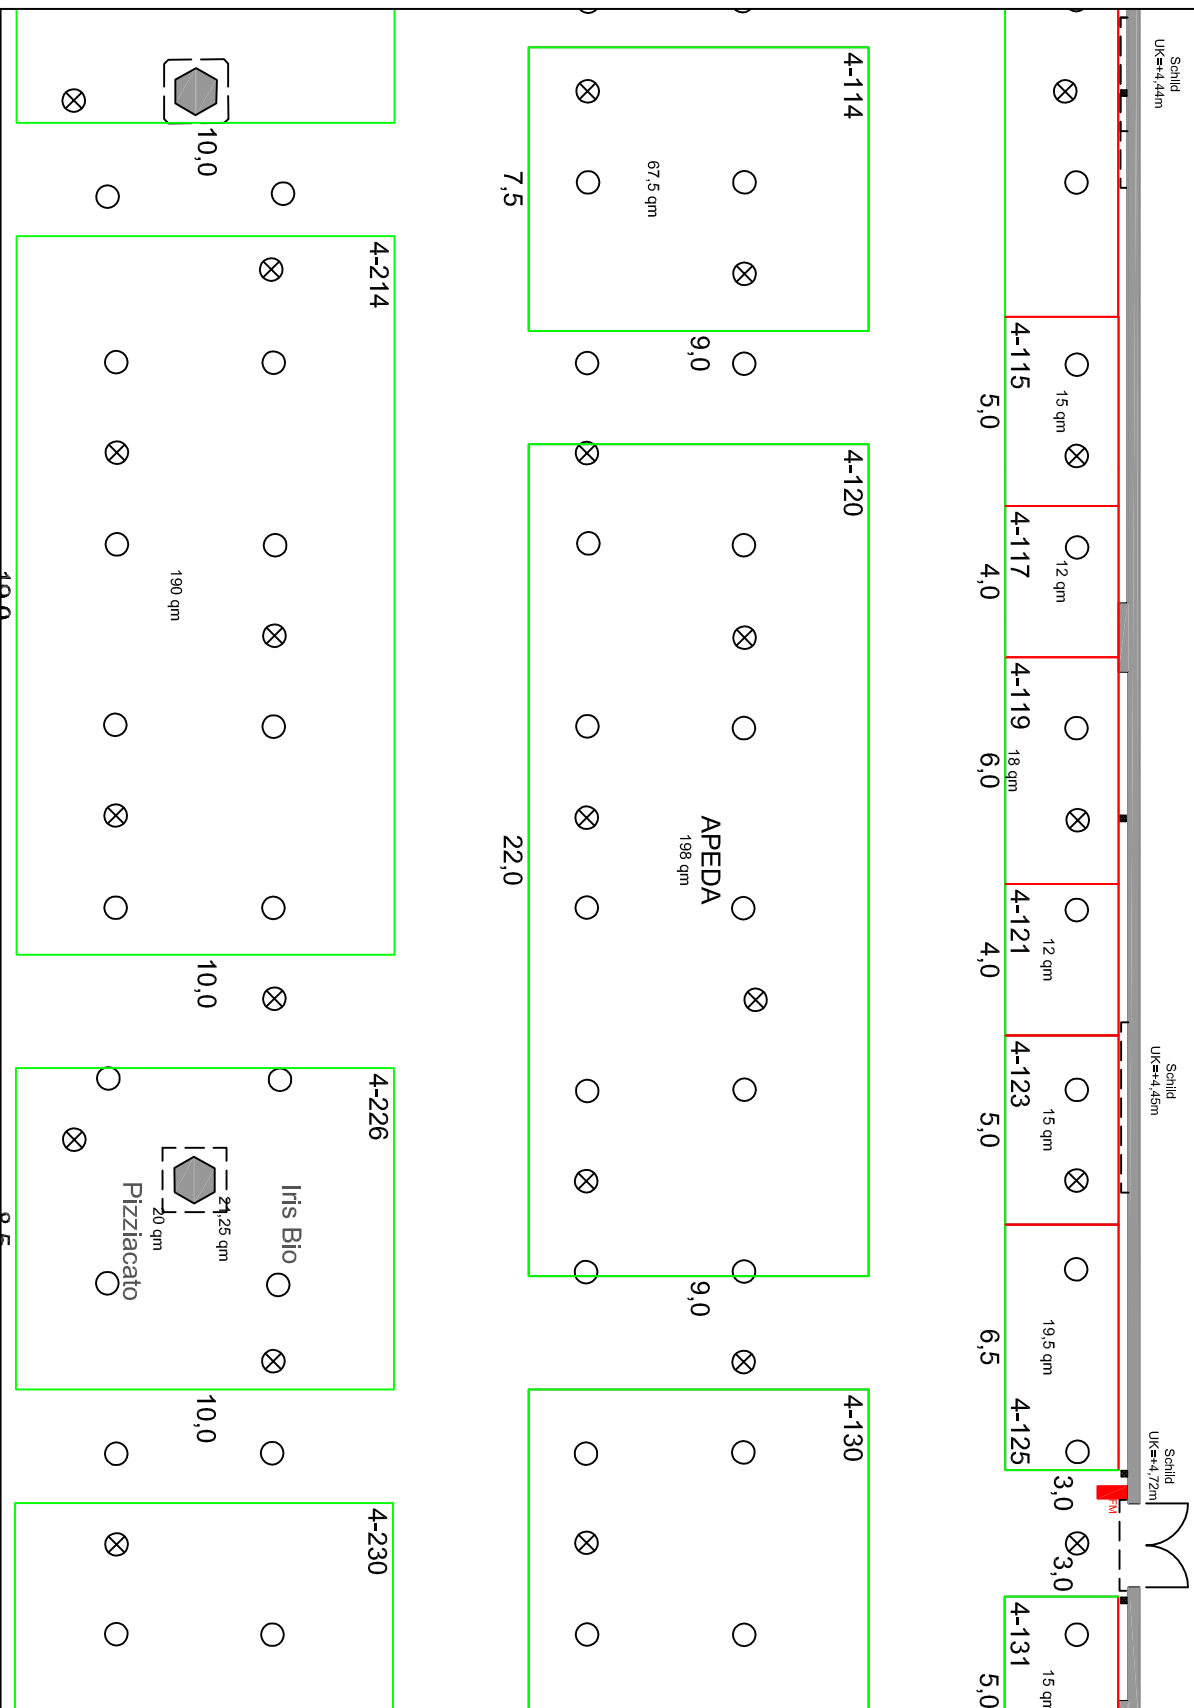 Schild
UK=+4,44m
4-114
67,5 qm
7,5
9,0
10,0
4-214
190 qm
10,0
4-115
15 qm
5,0
4-117
12 qm
4,0
4-119
18 qm
6,0
4-120
APEDA
198 qm
22,0
9,0
4-121
12 qm
4,0
Schild
UK=+4,45m
4-123
15 qm
5,0
4-226
Iris Bio
21,25 qm
20 qm
Pizziacato
10,0
19,5 qm
6,5
4-125
3,0
Schild
UK=+4,72m
FM
3,0
4-130
4-230
4-131
15 qm
5,0